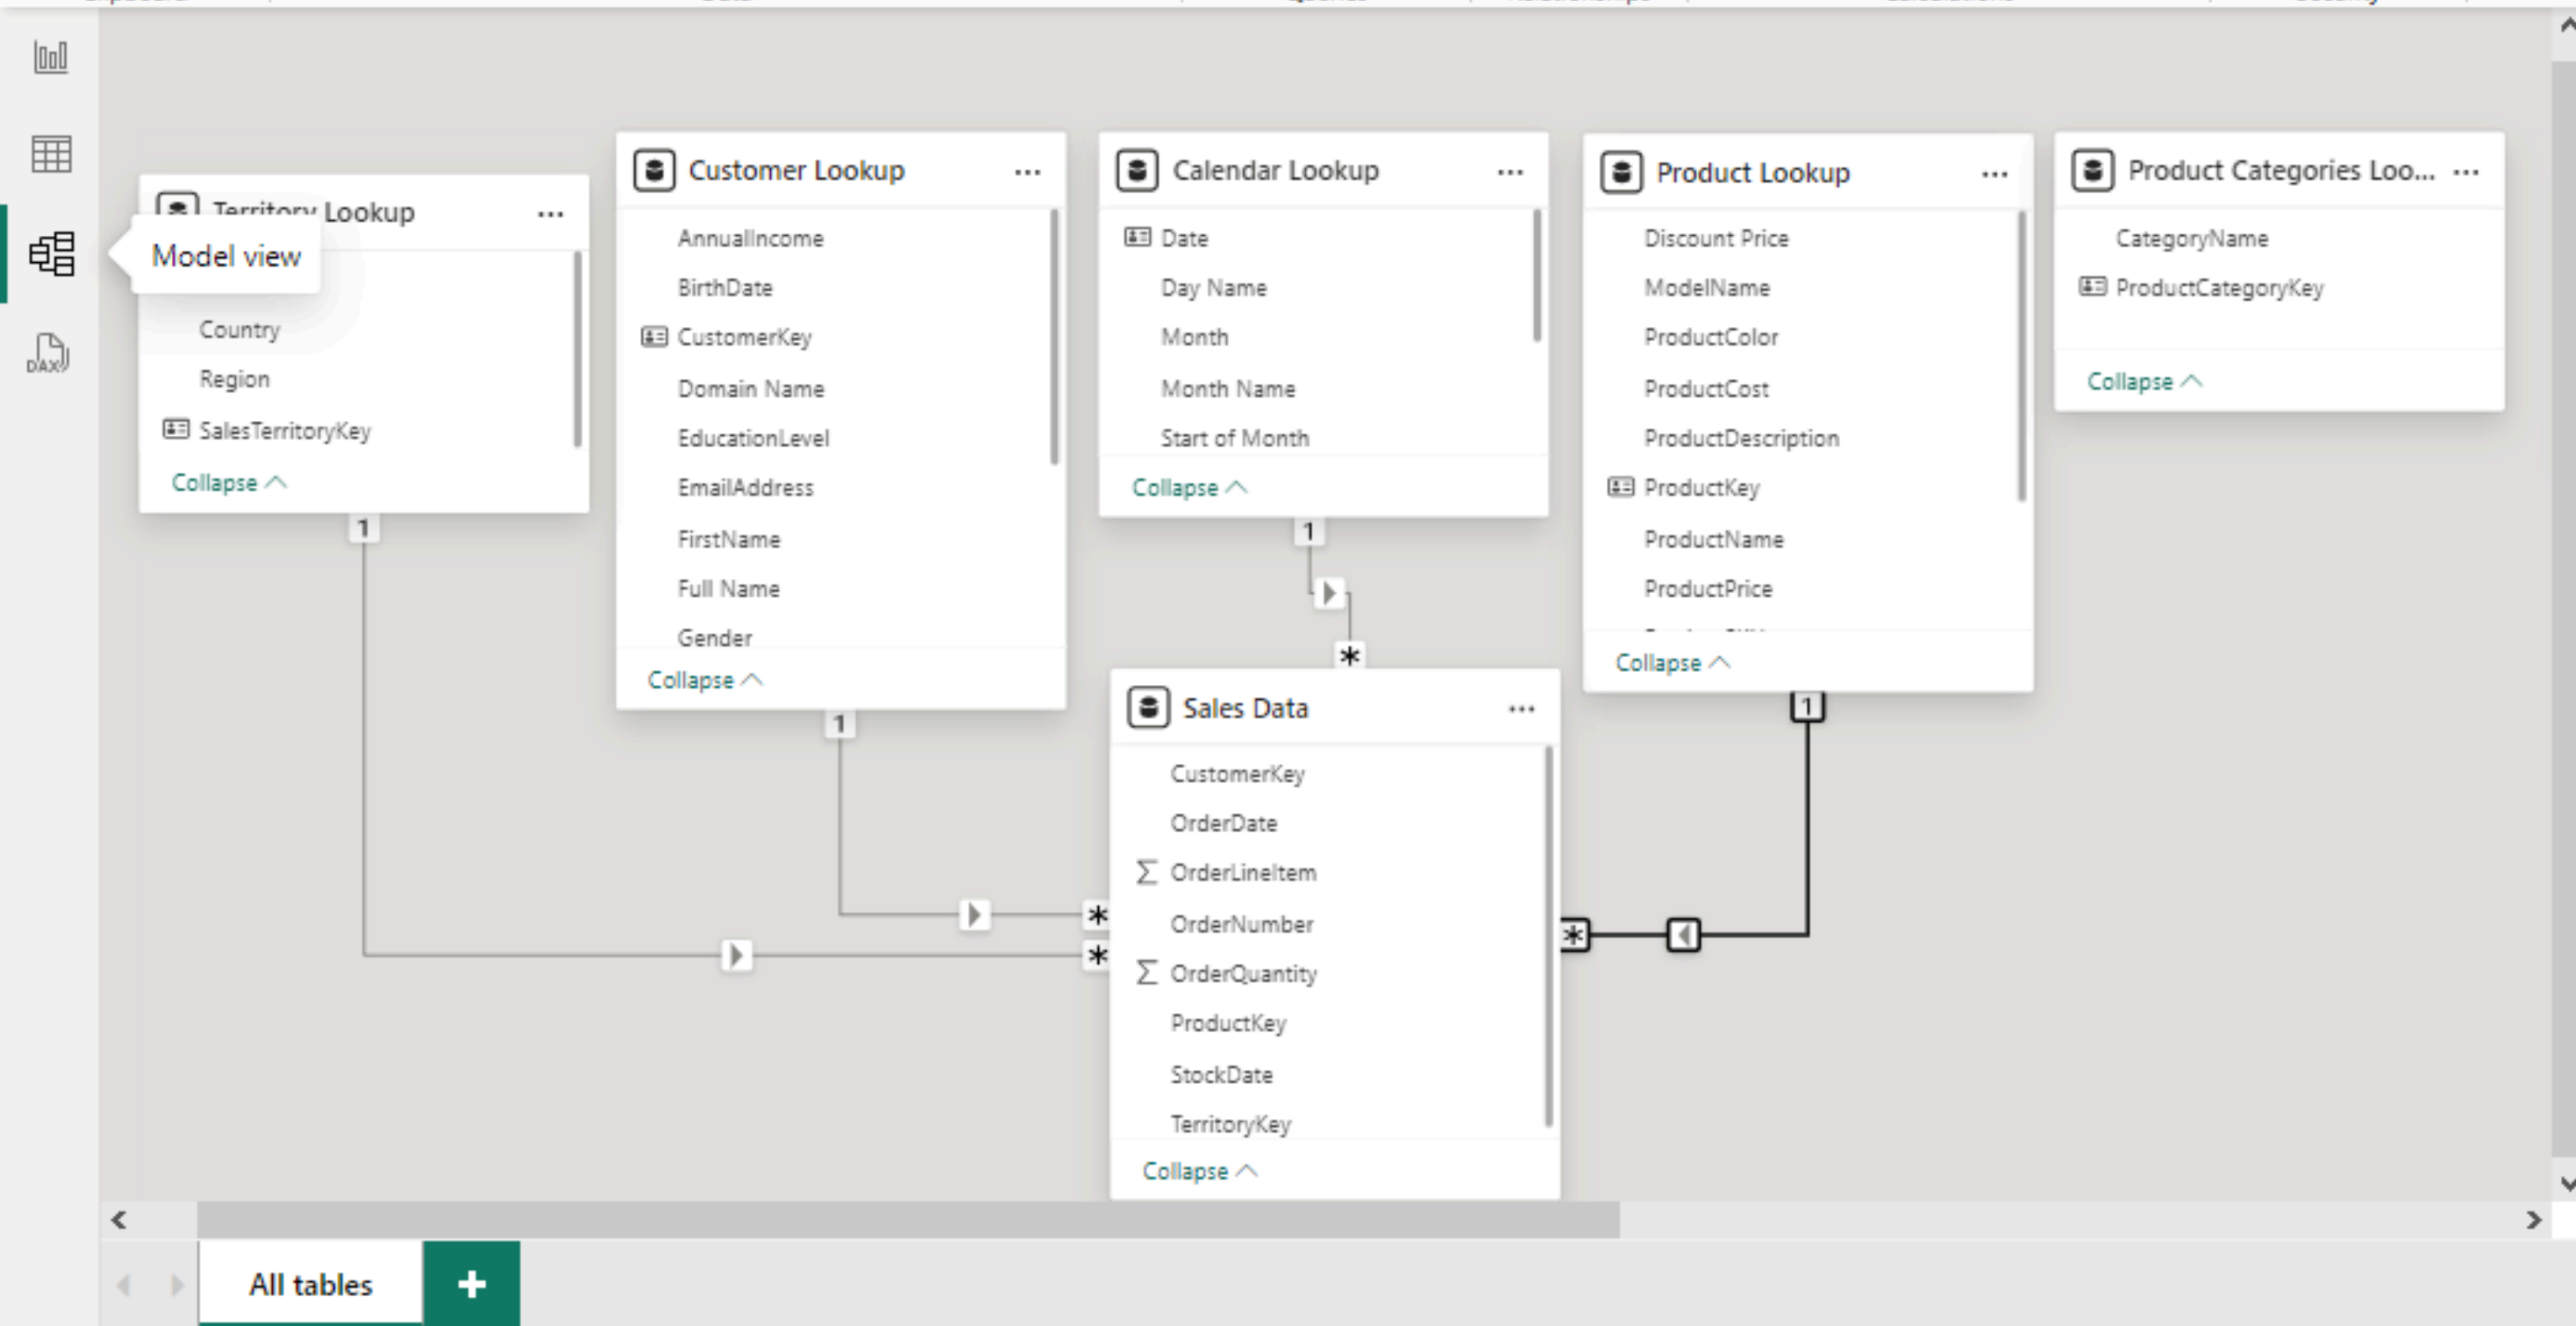 Territory Lookup
Model view
Country
Region
SalesTerritoryKey
Collapse
1
Customer Lookup
AnnualIncome
BirthDate
CustomerKey
Domain Name
EducationLevel
EmailAddress
FirstName
Full Name
Gender
Collapse
1
Calendar Lookup
Date
Day Name
Month
Month Name
Start of Month
Collapse
1
*
Product Lookup
Discount Price
ModelName
ProductColor
ProductCost
ProductDescription
ProductKey
ProductName
ProductPrice
Collapse
1
Product Categories Loo...
CategoryName
ProductCategoryKey
Collapse
Sales Data
CustomerKey
OrderDate
Σ OrderLineItem
OrderNumber
Σ OrderQuantity
ProductKey
StockDate
TerritoryKey
Collapse
*
*
*
DAX
All tables
+